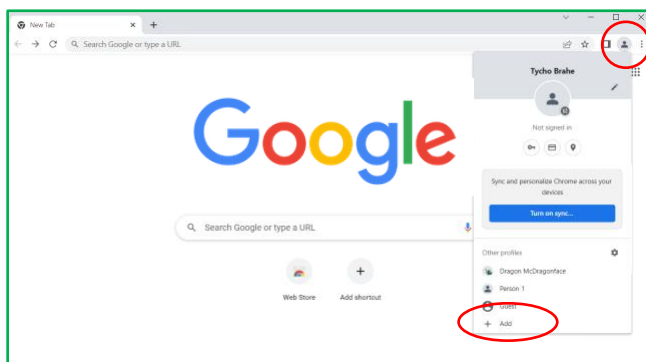 New Tab
Search Google or type a URL
Tycho Brahe
Not signed in
Sync and personalize Chrome across your
devices
Turn on sync...
Google
Search Google or type a URL
Web Store
Add shortcut
Other profiles
Dragon McDragonface
Person 1
Guest
Add